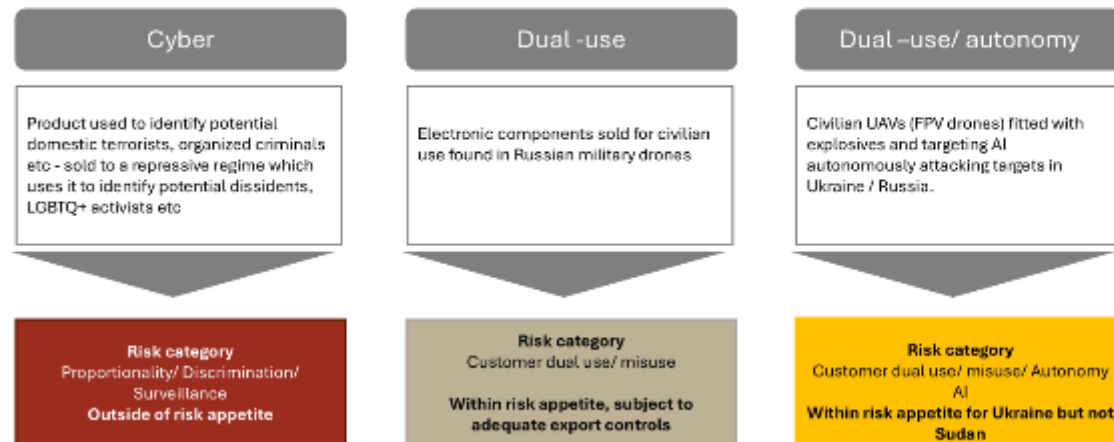 Cyber
Product used to identify potential
domestic terrorists, organized criminals
etc - sold to a repressive regime which
uses it to identify potential dissidents,
LGBTQ+ activists etc
Risk category
Proportionality/ Discrimination/
Surveillance
Outside of risk appetite
Dual -use
Electronic components sold for civilian
use found in Russian military drones
Risk category
Customer dual use/ misuse
Within risk appetite, subject to
adequate export controls
Dual –use/ autonomy
Civilian UAVs (FPV drones) fitted with
explosives and targeting AI
autonomously attacking targets in
Ukraine / Russia.
Risk category
Customer dual use/ misuse/ Autonomy
AI
Within risk appetite for Ukraine but not
Sudan